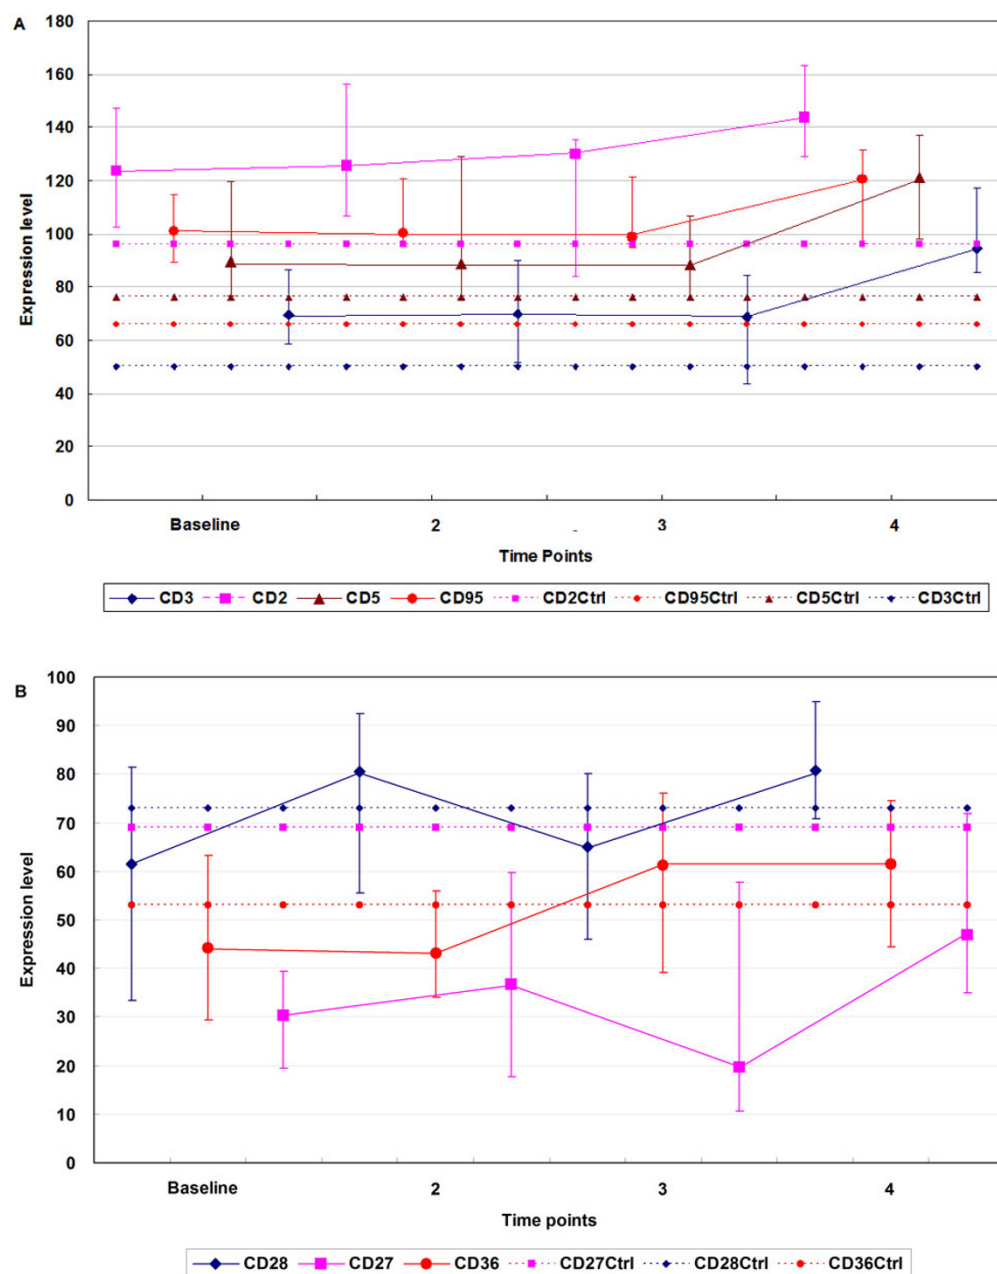 A
180
160
140
120
100
80
60
40
20
0
Expression level
Baseline 2 3 4
Time Points
CD3 CD2 CD5 CD95 CD2Ctrl CD95Ctrl CD5Ctrl CD3Ctrl
B
100
90
80
70
60
50
40
30
20
10
0
Expression level
Baseline 2 3 4
Time points
CD28 CD27 CD36 CD27Ctrl CD28Ctrl CD36Ctrl